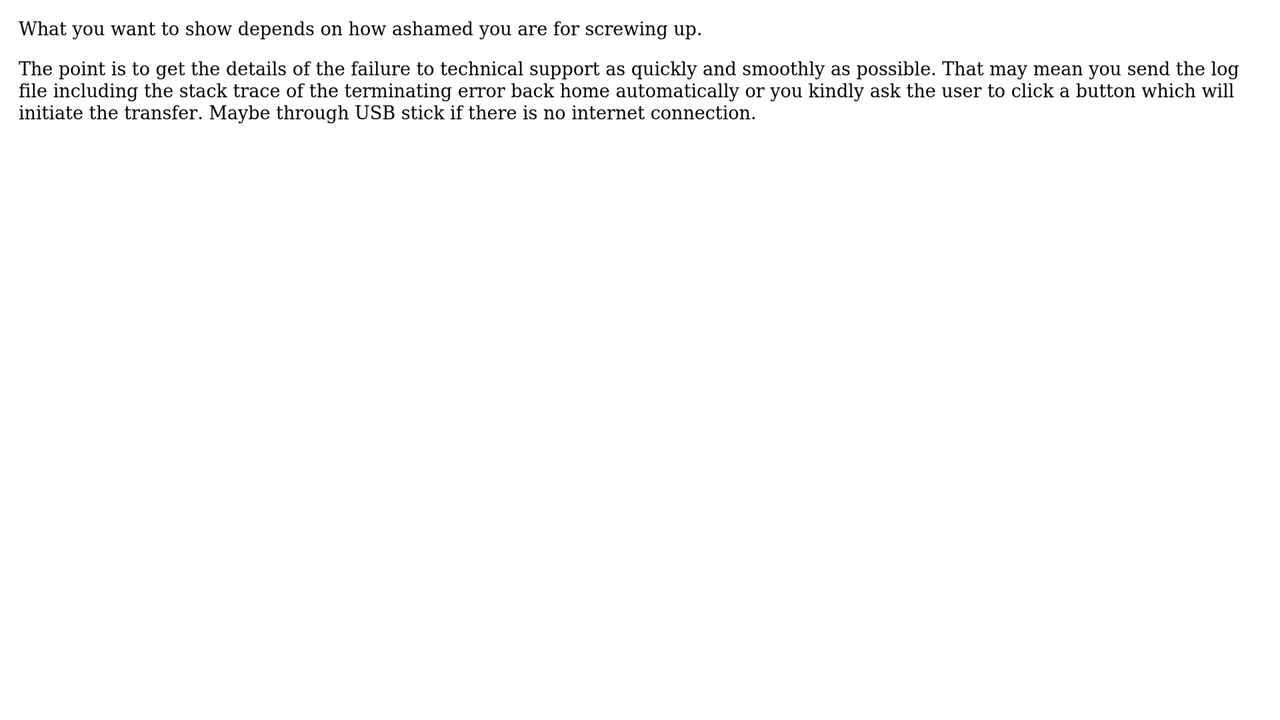 What you want to show depends on how ashamed you are for screwing up.
The point is to get the details of the failure to technical support as quickly and smoothly as possible. That may mean you send the log
file including the stack trace of the terminating error back home automatically or you kindly ask the user to click a button which will
initiate the transfer. Maybe through USB stick if there is no internet connection.